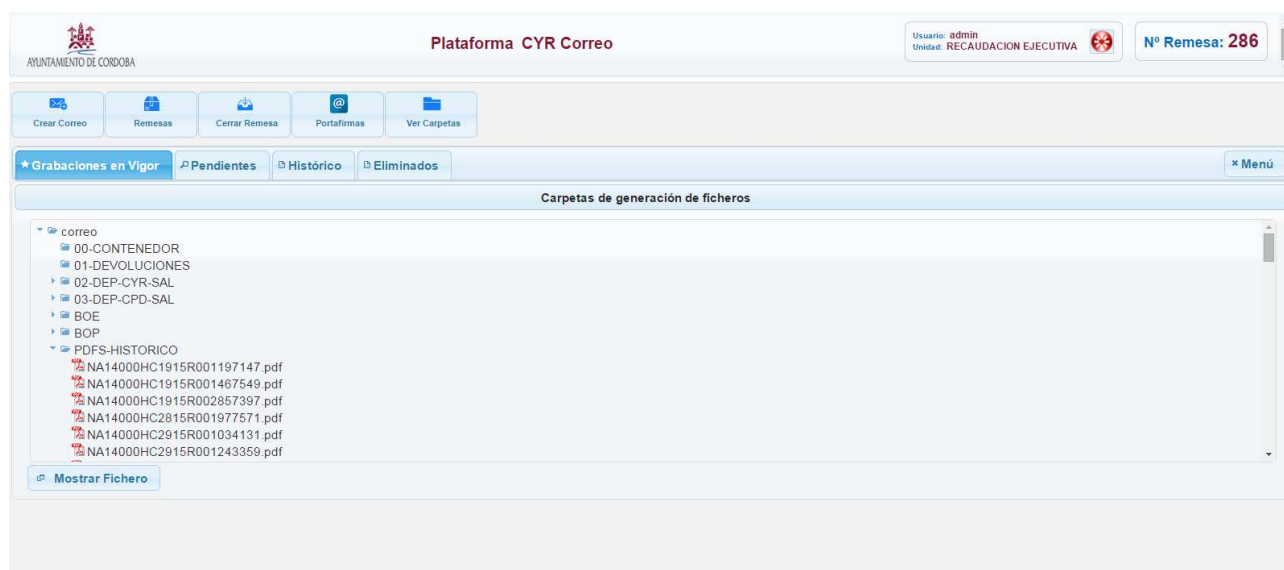 AYUNTAMIENTO DE CORDOBA
Plataforma CYR Correo
Usuario: admin
Unidad: RECAUDACION EJECUTIVA
Nº Remesa: 286
Crear Correo
Remesas
Cerrar Remesa
Portafirmas
Ver Carpetas
Grabaciones en Vigor
Pendientes
Histórico
Eliminados
Menú
Carpetas de generación de ficheros
correo
00-CONTENEDOR
01-DEVOLUCIONES
02-DEP-CYR-SAL
03-DEP-CPD-SAL
BOE
BOP
PDFS-HISTORICO
NA14000HC1915R001197147.pdf
NA14000HC1915R001467549.pdf
NA14000HC1915R002857397.pdf
NA14000HC2815R001977571.pdf
NA14000HC2915R001034131.pdf
NA14000HC2915R001243359.pdf
Mostrar Fichero